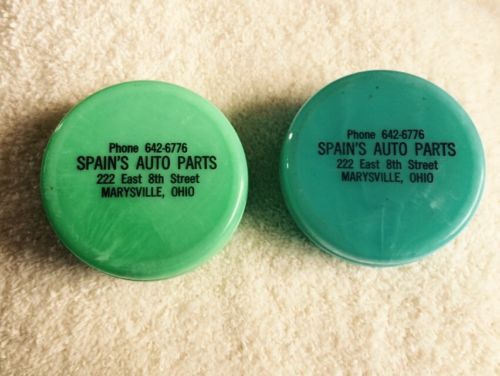 Phone 642-6776
SPAIN'S AUTO PARTS
222 East 8th Street
MARYSVILLE, OHIO
Phone 642-6776
SPAIN'S AUTO PARTS
222 East 8th Street
MARYSVILLE, OHIO